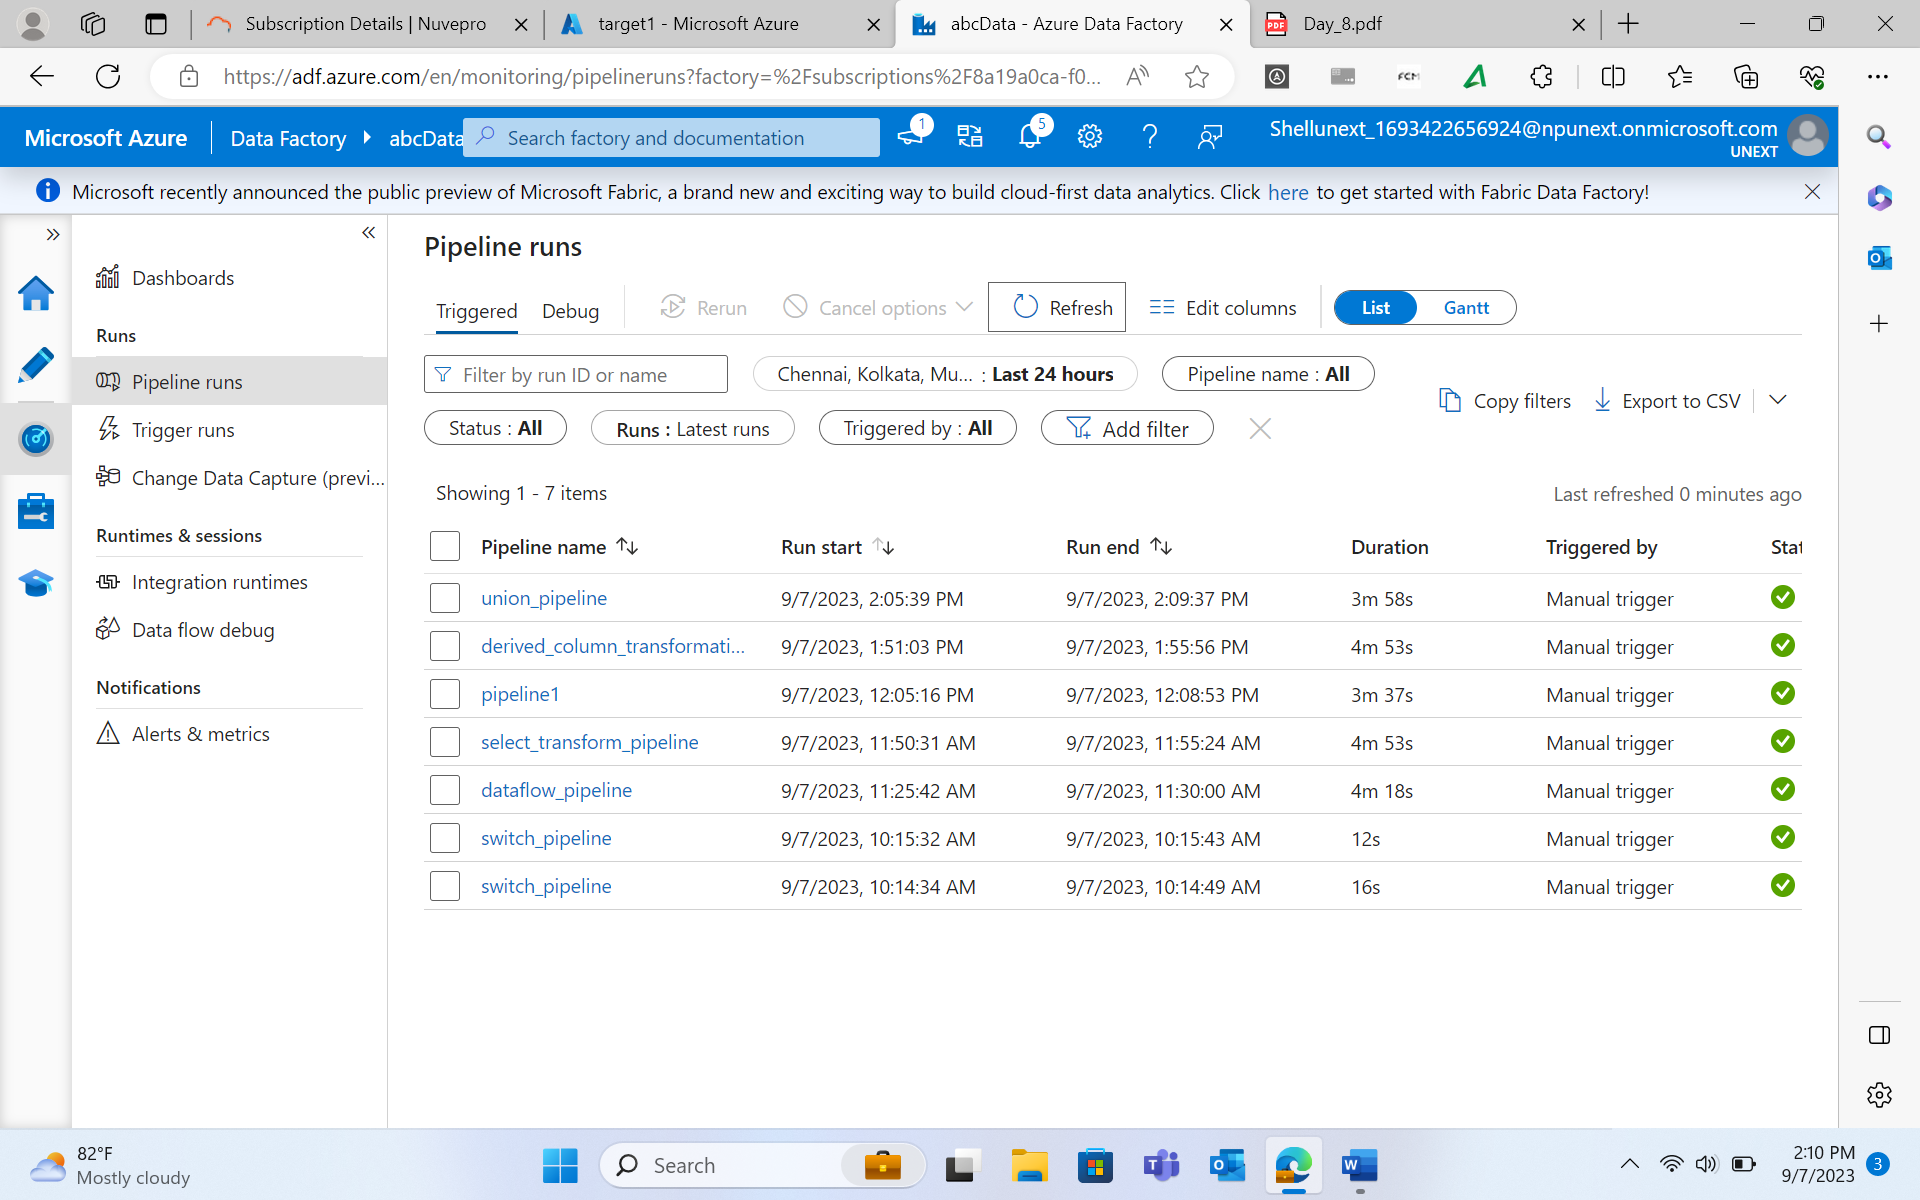 Subscription Details | Nuvepro
target1 - Microsoft Azure
abcData - Azure Data Factory
PDF
Day_8.pdf
https://adf.azure.com/en/monitoring/pipelineruns?factory=%2Fsubscriptions%2F8a19a0ca-f0...
FCM
Microsoft Azure
Data Factory
abcData
Search factory and documentation
1
5
Shellunext_1693422656924@npunext.onmicrosoft.com
UNEXT
Microsoft recently announced the public preview of Microsoft Fabric, a brand new and exciting way to build cloud-first data analytics. Click here to get started with Fabric Data Factory!
Dashboards
Runs
Pipeline runs
Trigger runs
Change Data Capture (previ...
Runtimes & sessions
Integration runtimes
Data flow debug
Notifications
Alerts & metrics
Pipeline runs
Triggered
Debug
Rerun
Cancel options
Refresh
Edit columns
List
Gantt
Filter by run ID or name
Chennai, Kolkata, Mu... : Last 24 hours
Pipeline name : All
Copy filters
Export to CSV
Status : All
Runs : Latest runs
Triggered by : All
Add filter
Showing 1 - 7 items
Last refreshed 0 minutes ago
Pipeline name Run start Run end Duration Triggered by Stat
union_pipeline 9/7/2023, 2:05:39 PM 9/7/2023, 2:09:37 PM 3m 58s Manual trigger
derived_column_transformati... 9/7/2023, 1:51:03 PM 9/7/2023, 1:55:56 PM 4m 53s Manual trigger
pipeline1 9/7/2023, 12:05:16 PM 9/7/2023, 12:08:53 PM 3m 37s Manual trigger
select_transform_pipeline 9/7/2023, 11:50:31 AM 9/7/2023, 11:55:24 AM 4m 53s Manual trigger
dataflow_pipeline 9/7/2023, 11:25:42 AM 9/7/2023, 11:30:00 AM 4m 18s Manual trigger
switch_pipeline 9/7/2023, 10:15:32 AM 9/7/2023, 10:15:43 AM 12s Manual trigger
switch_pipeline 9/7/2023, 10:14:34 AM 9/7/2023, 10:14:49 AM 16s Manual trigger
82°F
Mostly cloudy
Search
2:10 PM
9/7/2023
3